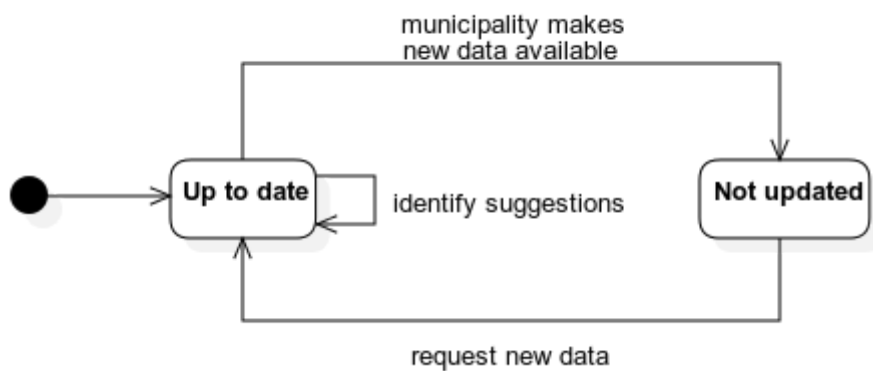 municipality makes
new data available
Up to date
identify suggestions
Not updated
request new data